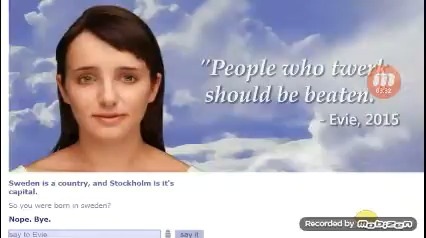 "People who twerk
should be beaten."
- Evie, 2015
Sweden is a country, and Stockholm is it's
capital.
So you were born in sweden?
Nope. Bye.
say to Evie
say it
Recorded by Mobizen